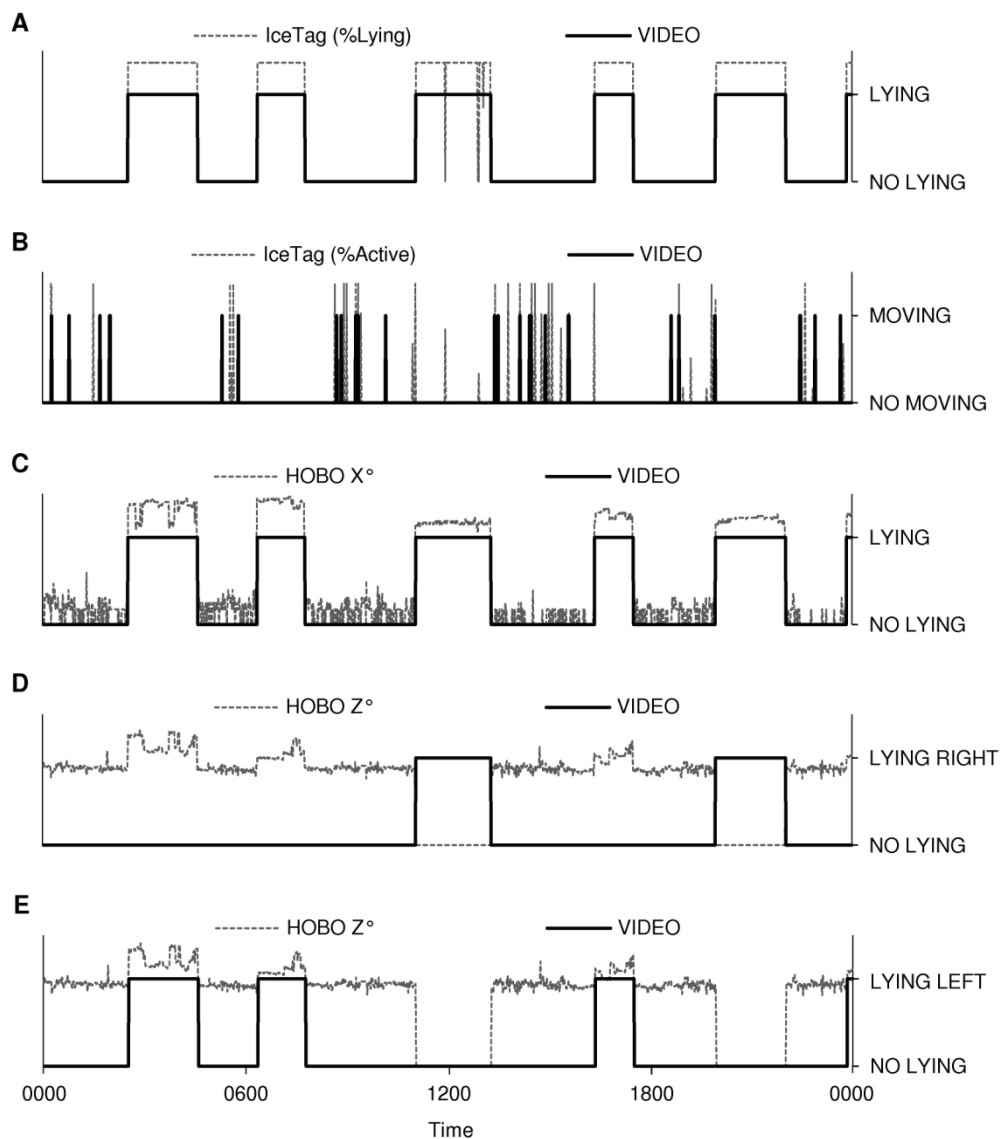 A
IceTag (%Lying) VIDEO
LYING
NO LYING
B
IceTag (%Active) VIDEO
MOVING
NO MOVING
C
HOBO X° VIDEO
LYING
NO LYING
D
HOBO Z° VIDEO
LYING RIGHT
NO LYING
E
HOBO Z° VIDEO
LYING LEFT
NO LYING
0000 0600 1200 1800 0000
Time